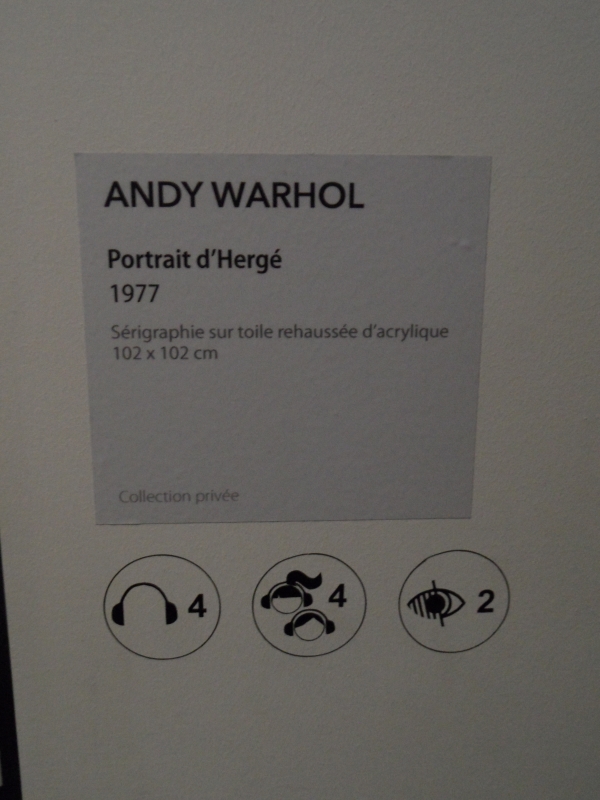 ANDY WARHOL
Portrait d'Hergé
1977
Sérigraphie sur toile rehaussée d'acrylique
102 x 102 cm
Collection privée
4 4 2